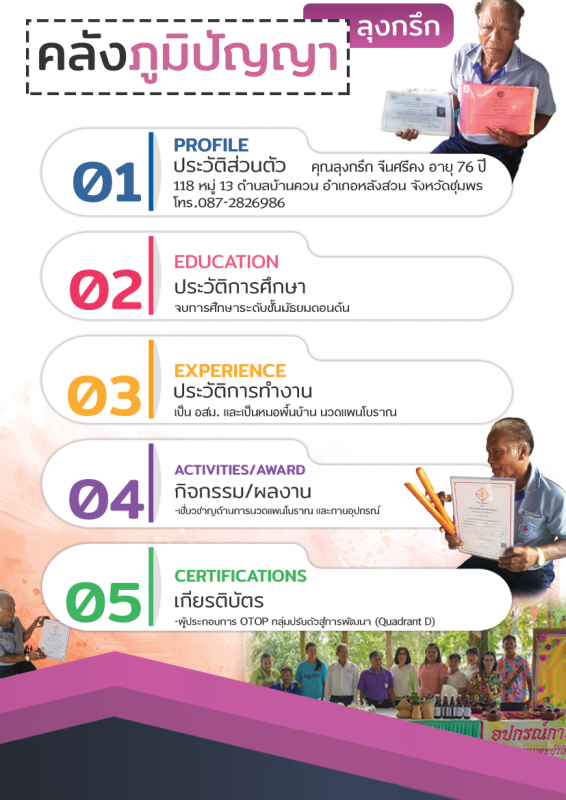 ลุงกริก
คลังภูมิปัญญา
01
PROFILE
ประวัติส่วนตัว คุณลุงกริก จีนศรีคง อายุ 76 ปี
118 หมู่ 13 ตำบลบ้านควน อำเภอหลังสวน จังหวัดชุมพร
โทร.087-2826986
02
EDUCATION
ประวัติการศึกษา
จบการศึกษาระดับชั้นมัธยมตอนต้น
03
EXPERIENCE
ประวัติการทำงาน
เป็น อสม. และเป็นหมอพื้นบ้าน นวดแผนโบราณ
04
ACTIVITIES/AWARD
กิจกรรม/ผลงาน
-เชี่ยวชาญด้านการนวดแผนโบราณ และกายอุปกรณ์
05
CERTIFICATIONS
เกียรติบัตร
-ผู้ประกอบการ OTOP กลุ่มปรับตัวสู่การพัฒนา (Quadrant D)
อุปกรณ์กา